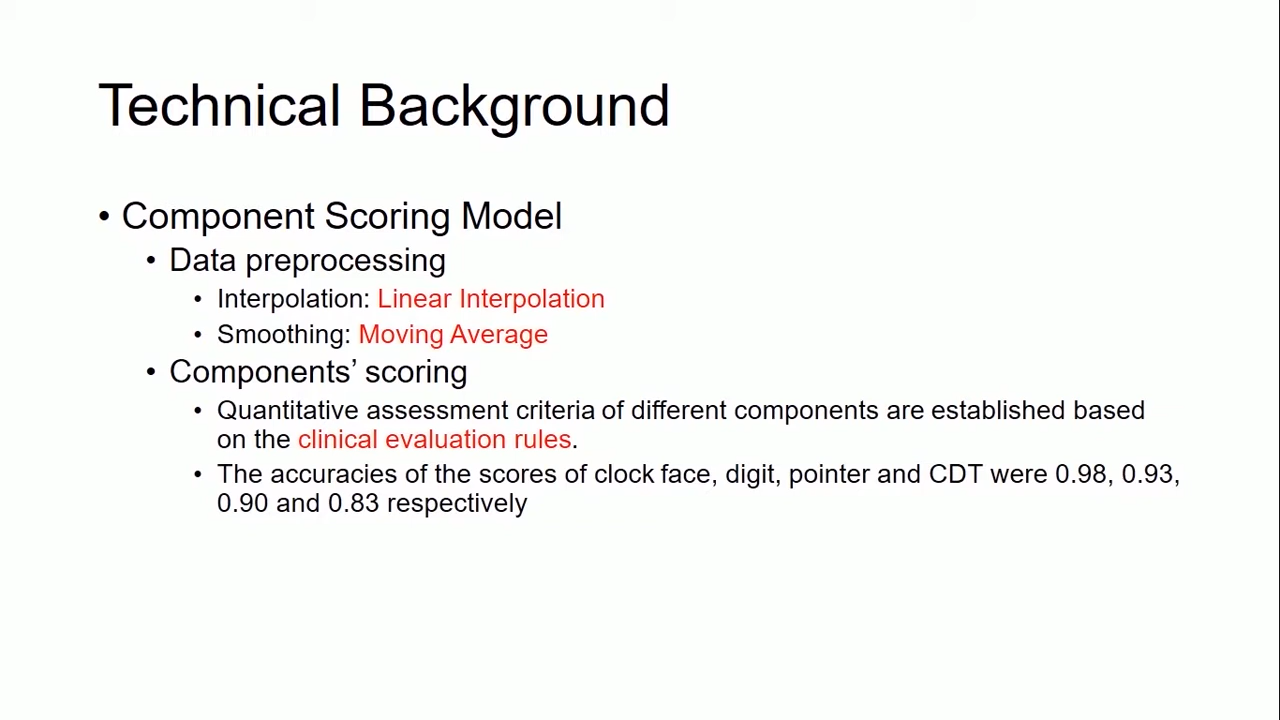 Technical Background
• Component Scoring Model
• Data preprocessing
• Interpolation: Linear Interpolation
• Smoothing: Moving Average
• Components’ scoring
• Quantitative assessment criteria of different components are established based
on the clinical evaluation rules.
• The accuracies of the scores of clock face, digit, pointer and CDT were 0.98, 0.93,
0.90 and 0.83 respectively